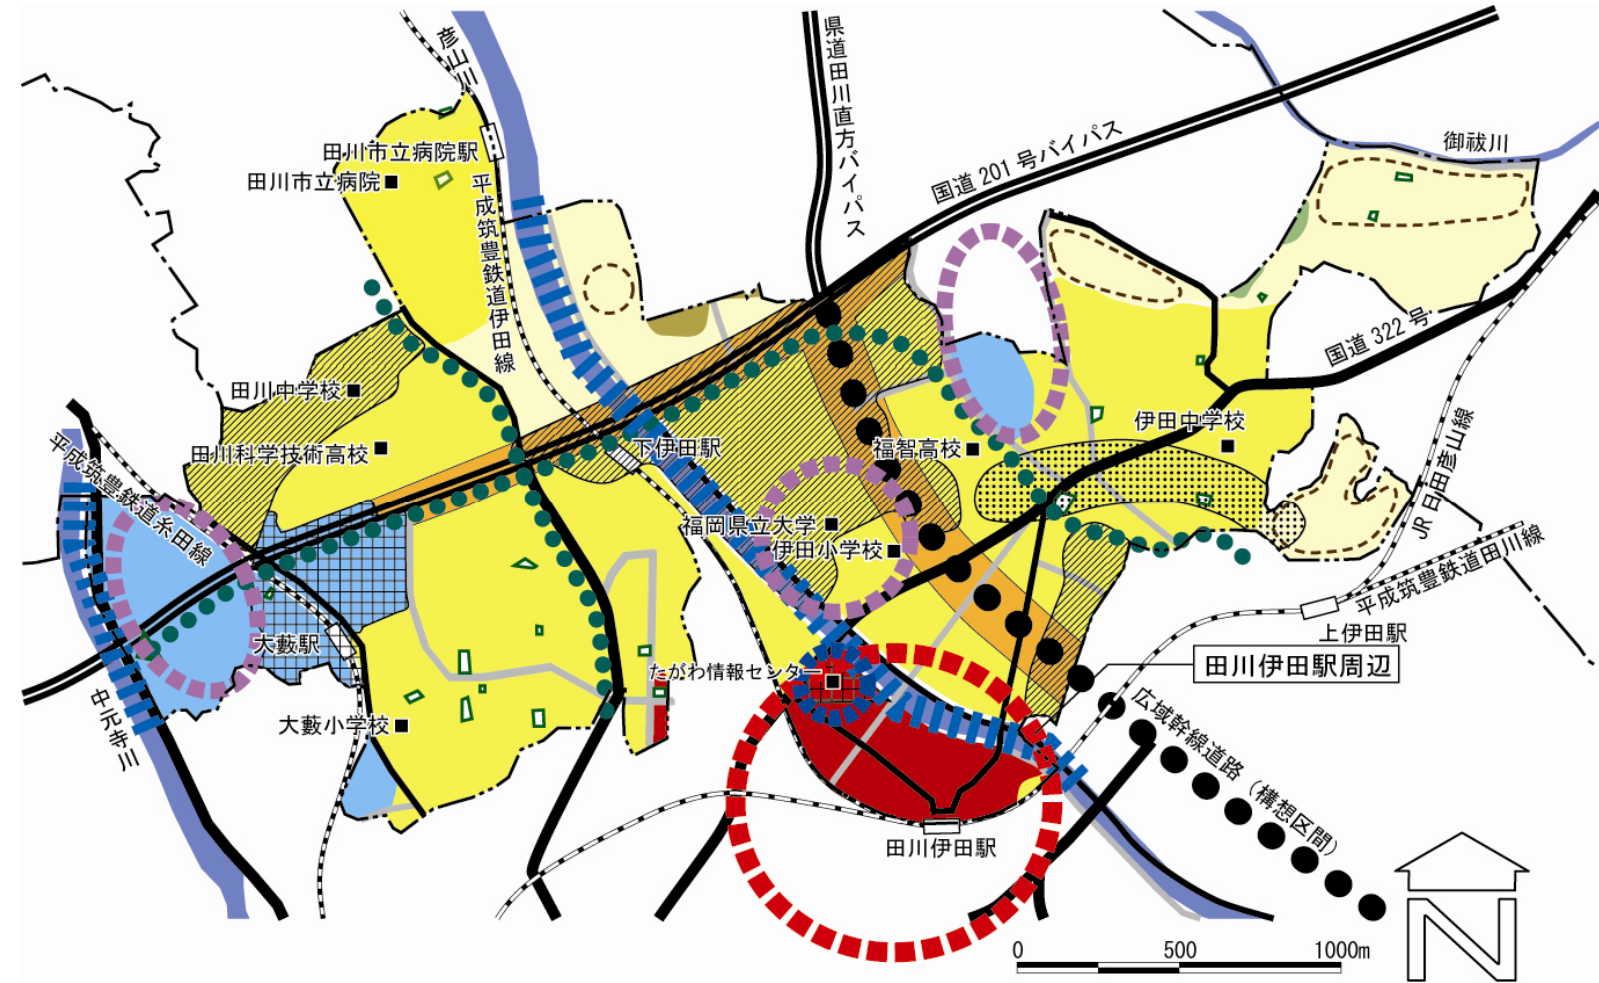 彦山川
県道田川直方バイパス
国道201号バイパス
御祓川
田川市立病院駅
田川市立病院
平成筑豊鉄道伊田線
国道322号
田川中学校
田川科学技術高校
下伊田駅
福智高校
伊田中学校
JR日田彦山線
平成筑豊鉄道糸田線
福岡県立大学
伊田小学校
平成筑豊鉄道田川線
上伊田駅
大藪駅
たがわ情報センター
田川伊田駅周辺
中元寺川
大藪小学校
広域幹線道路(構想区間)
田川伊田駅
0 500 1000m
N